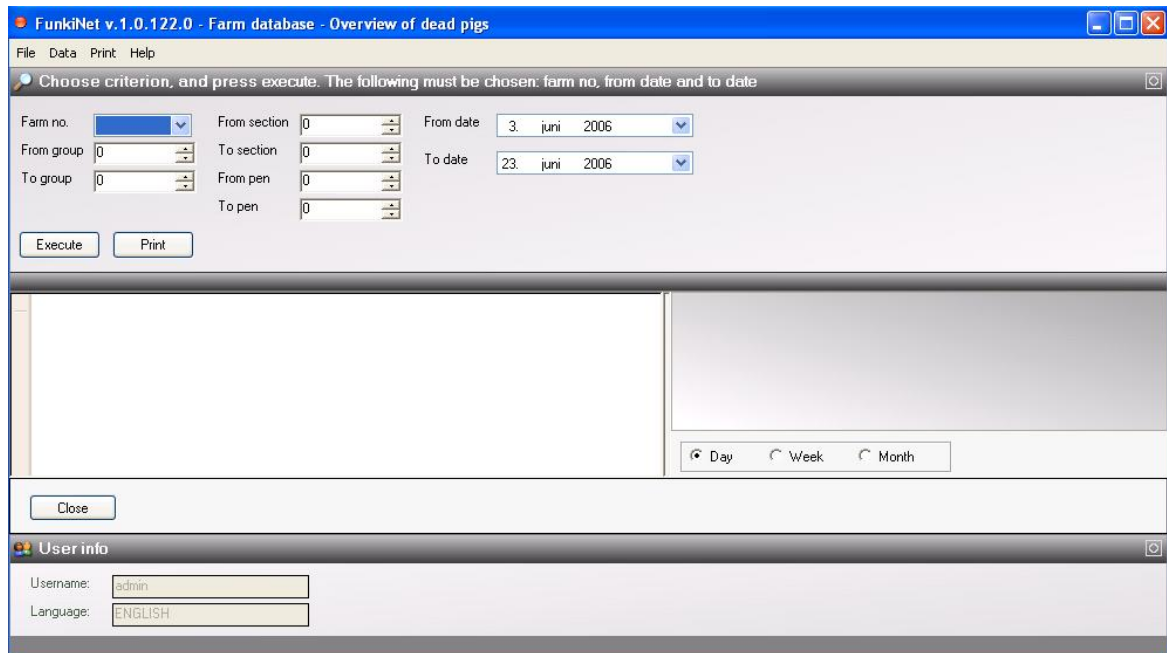 FunkiNet v.1.0.122.0 - Farm database - Overview of dead pigs
File Data Print Help
Choose criterion, and press execute. The following must be chosen: farm no, from date and to date
Farm no. From section 0 From date 3. juni 2006
From group 0 To section 0 To date 23. juni 2006
To group 0 From pen 0
To pen 0
Execute Print
Day Week Month
Close
User info
Username: admin
Language: ENGLISH